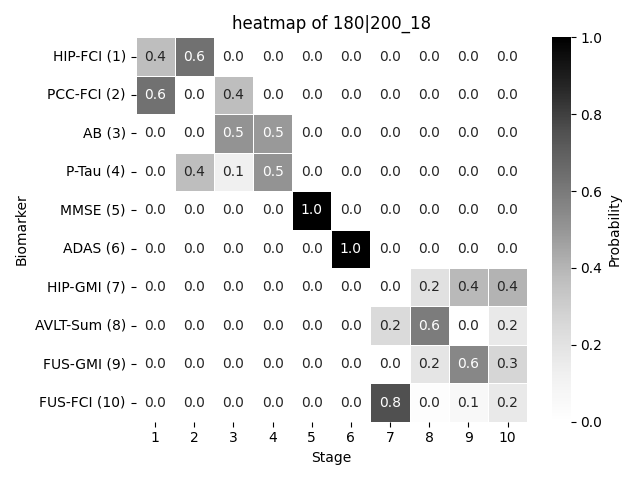 heatmap of 180|200_18
HIP-FCI (1) 0.4 0.6 0.0 0.0 0.0 0.0 0.0 0.0 0.0 0.0
PCC-FCI (2) 0.6 0.0 0.4 0.0 0.0 0.0 0.0 0.0 0.0 0.0
AB (3) 0.0 0.0 0.5 0.5 0.0 0.0 0.0 0.0 0.0 0.0
P-Tau (4) 0.0 0.4 0.1 0.5 0.0 0.0 0.0 0.0 0.0 0.0
MMSE (5) 0.0 0.0 0.0 0.0 1.0 0.0 0.0 0.0 0.0 0.0
ADAS (6) 0.0 0.0 0.0 0.0 0.0 1.0 0.0 0.0 0.0 0.0
HIP-GMI (7) 0.0 0.0 0.0 0.0 0.0 0.0 0.0 0.2 0.4 0.4
AVLT-Sum (8) 0.0 0.0 0.0 0.0 0.0 0.0 0.2 0.6 0.0 0.2
FUS-GMI (9) 0.0 0.0 0.0 0.0 0.0 0.0 0.0 0.2 0.6 0.3
FUS-FCI (10) 0.0 0.0 0.0 0.0 0.0 0.0 0.8 0.0 0.1 0.2
1 2 3 4 5 6 7 8 9 10
Stage
Biomarker
1.0
0.8
0.6
0.4
0.2
0.0
Probability